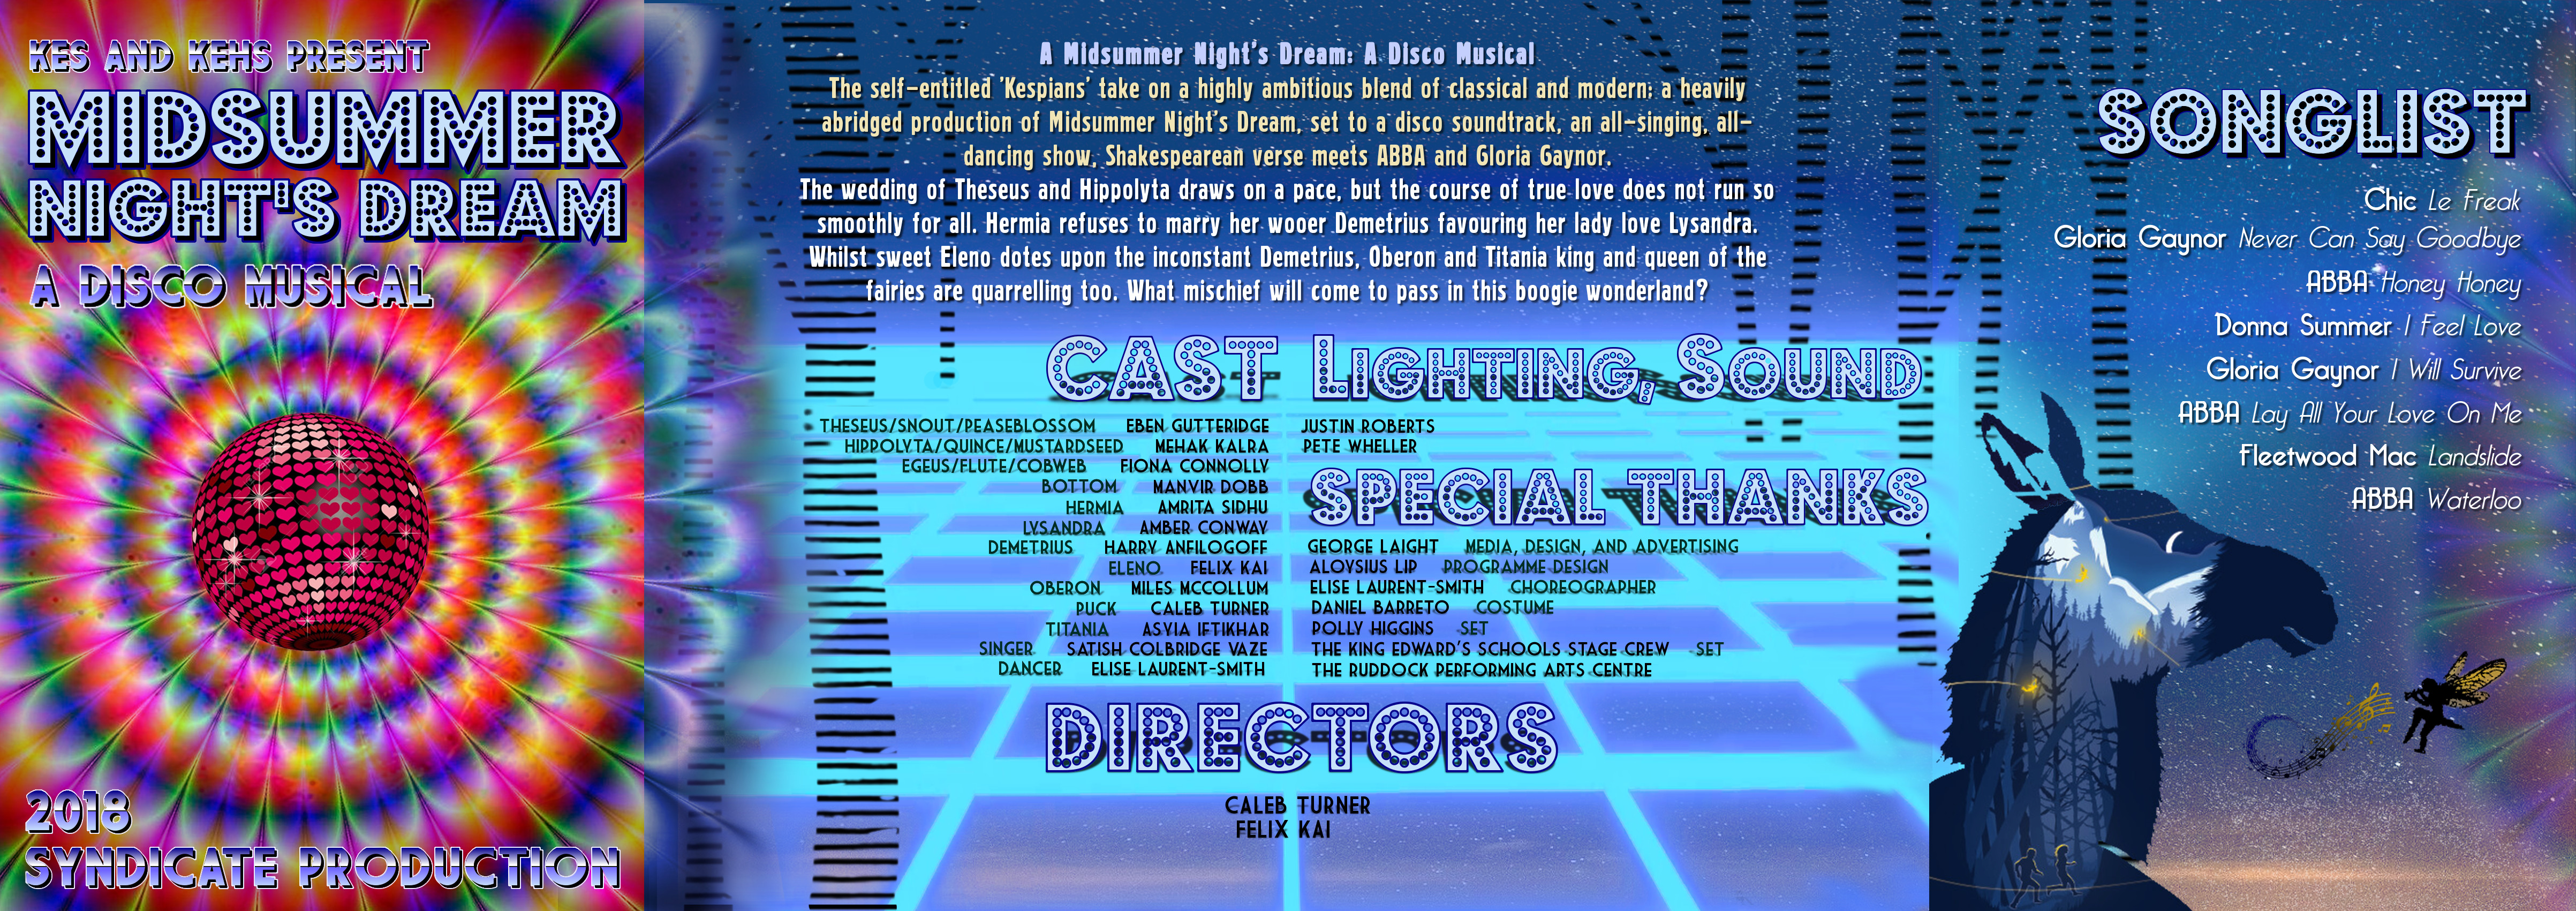 KES AND KEHS PRESENT
MIDSUMMER
NIGHT'S DREAM
A DISCO MUSICAL
2018
SYNDICATE PRODUCTION
A Midsummer Night's Dream: A Disco Musical
The self-entitled 'Kespians' take on a highly ambitious blend of classical and modern; a heavily
abridged production of Midsummer Night's Dream, set to a disco soundtrack, an all-singing, all-
dancing show, Shakespearean verse meets ABBA and Gloria Gaynor.
The wedding of Theseus and Hippolyta draws on a pace, but the course of true love does not run so
smoothly for all. Hermia refuses to marry her wooer Demetrius favouring her lady love Lysandra.
Whilst sweet Eleno dotes upon the inconstant Demetrius, Oberon and Titania king and queen of the
fairies are quarrelling too. What mischief will come to pass in this boogie wonderland?
CAST
THESEUS/SNOUT/PEASEBLOSSOM EBEN GUTTERIDGE
HIPPOLYTA/QUINCE/MUSTARDSEED MEHAK KALRA
EGEUS/FLUTE/COBWEB FIONA CONNOLLY
BOTTOM MANVIR DOBB
HERMIA AMRITA SIDHU
LYSANDRA AMBER CONWAY
DEMETRIUS HARRY ANFILOGOFF
ELENO FELIX KAI
OBERON MILES MCCOLLUM
PUCK CALEB TURNER
TITANIA ASYIA IFTIKHAR
SINGER SATISH COLBRIDGE VAZE
DANCER ELISE LAURENT-SMITH
LIGHTING, SOUND
JUSTIN ROBERTS
PETE WHELLER
SPECIAL THANKS
GEORGE LAIGHT MEDIA, DESIGN, AND ADVERTISING
ALOYSIUS LIP PROGRAMME DESIGN
ELISE LAURENT-SMITH CHOREOGRAPHER
DANIEL BARRETO COSTUME
POLLY HIGGINS SET
THE KING EDWARD'S SCHOOLS STAGE CREW SET
THE RUDDOCK PERFORMING ARTS CENTRE
DIRECTORS
CALEB TURNER
FELIX KAI
SONGLIST
Chic Le Freak
Gloria Gaynor Never Can Say Goodbye
ABBA Honey Honey
Donna Summer I Feel Love
Gloria Gaynor I Will Survive
ABBA Lay All Your Love On Me
Fleetwood Mac Landslide
ABBA Waterloo